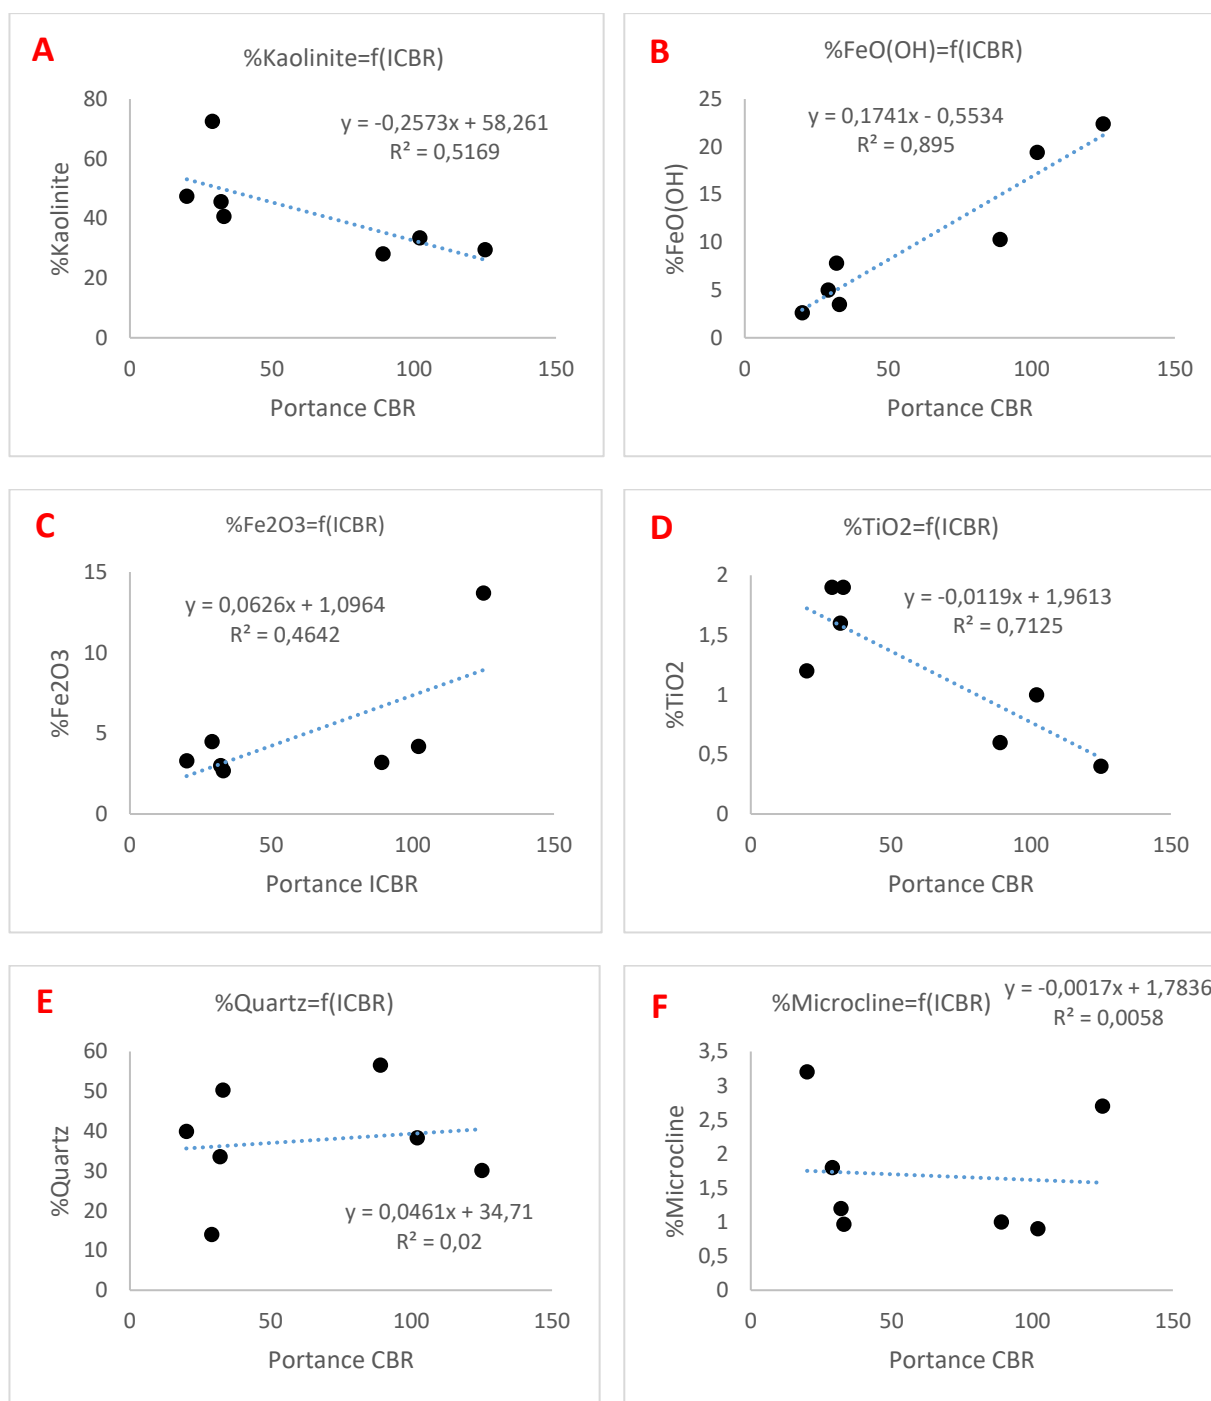 A
%Kaolinite=f(ICBR)
y = -0,2573x + 58,261
R² = 0,5169
%Kaolinite
80
60
40
20
0
0 50 100 150
Portance CBR
B
%FeO(OH)=f(ICBR)
y = 0,1741x - 0,5534
R² = 0,895
%FeO(OH)
25
20
15
10
5
0
0 50 100 150
Portance CBR
C
%Fe2O3=f(ICBR)
y = 0,0626x + 1,0964
R² = 0,4642
%Fe2O3
15
10
5
0
0 50 100 150
Portance ICBR
D
%TiO2=f(ICBR)
y = -0,0119x + 1,9613
R² = 0,7125
%TiO2
2
1,5
1
0,5
0
0 50 100 150
Portance CBR
E
%Quartz=f(ICBR)
%Quartz
60
50
40
30
20
10
0
y = 0,0461x + 34,71
R² = 0,02
0 50 100 150
Portance CBR
F
%Microcline=f(ICBR)
y = -0,0017x + 1,7836
R² = 0,0058
%Microcline
3,5
3
2,5
2
1,5
1
0,5
0
0 50 100 150
Portance CBR